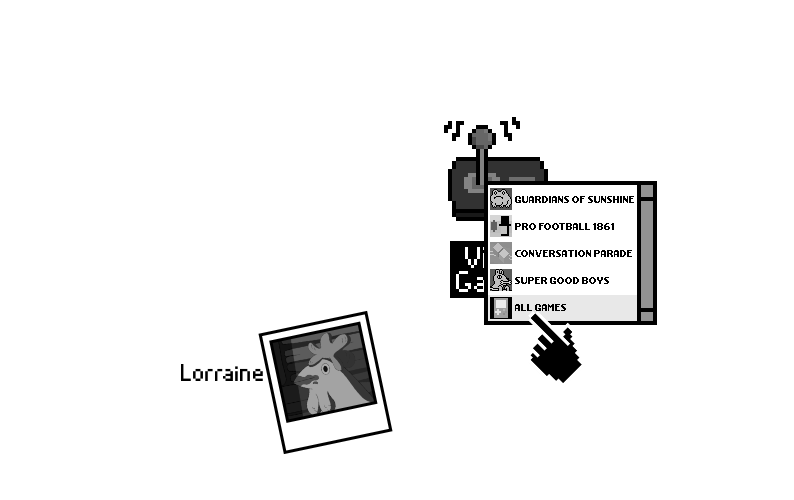 GUARDIANS OF SUNSHINE
PRO FOOTBALL 1861
CONVERSATION PARADE
SUPER GOOD BOYS
ALL GAMES
Lorraine